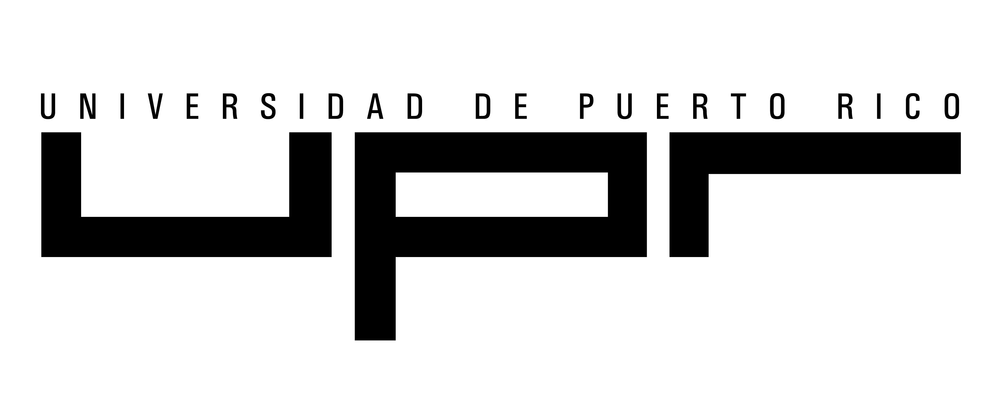 UNIVERSIDAD DE PUERTO RICO
upr